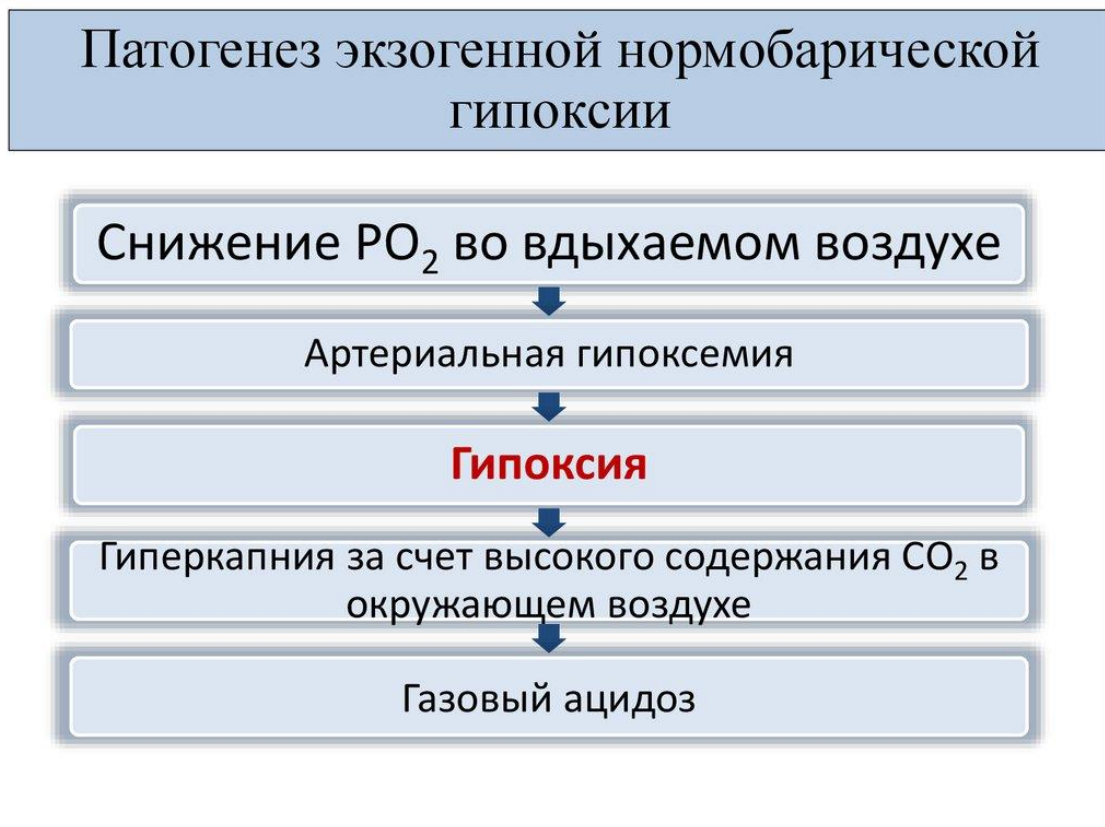 Патогенез экзогенной нормобарической
гипоксии
Снижение PO₂ во вдыхаемом воздухе
Артериальная гипоксемия
Гипоксия
Гиперкапния за счет высокого содержания CO₂ в
окружающем воздухе
Газовый ацидоз